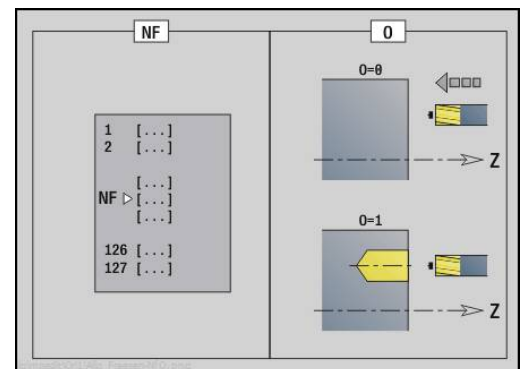 NF
1 [...]
2 [...]
[...]
NF [...]
[...]
126 [...]
127 [...]
O
O=0
Z
O=1
Z